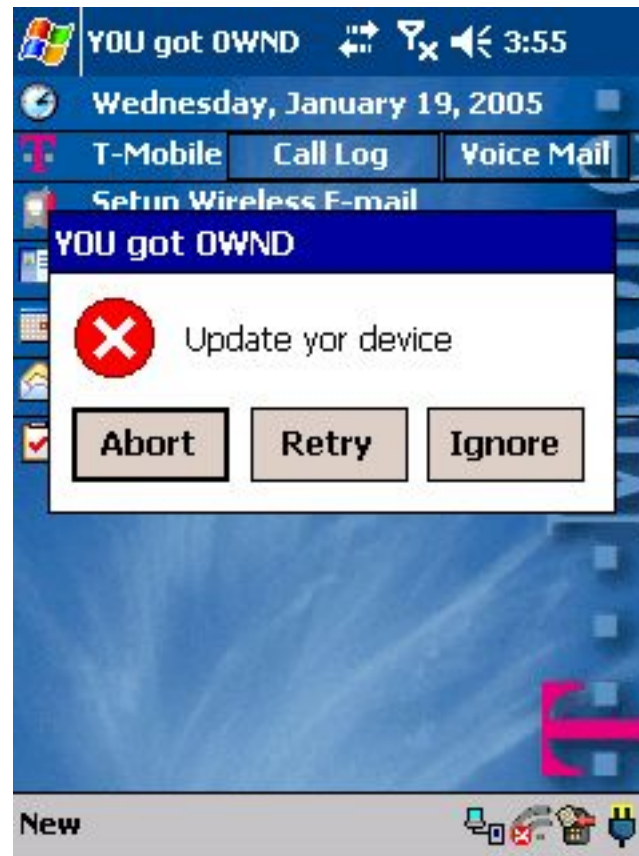 YOU got OWND 3:55
Wednesday, January 19, 2005
T-Mobile Call Log Voice Mail
Setup Wireless E-mail
YOU got OWND
Update yor device
Abort Retry Ignore
New